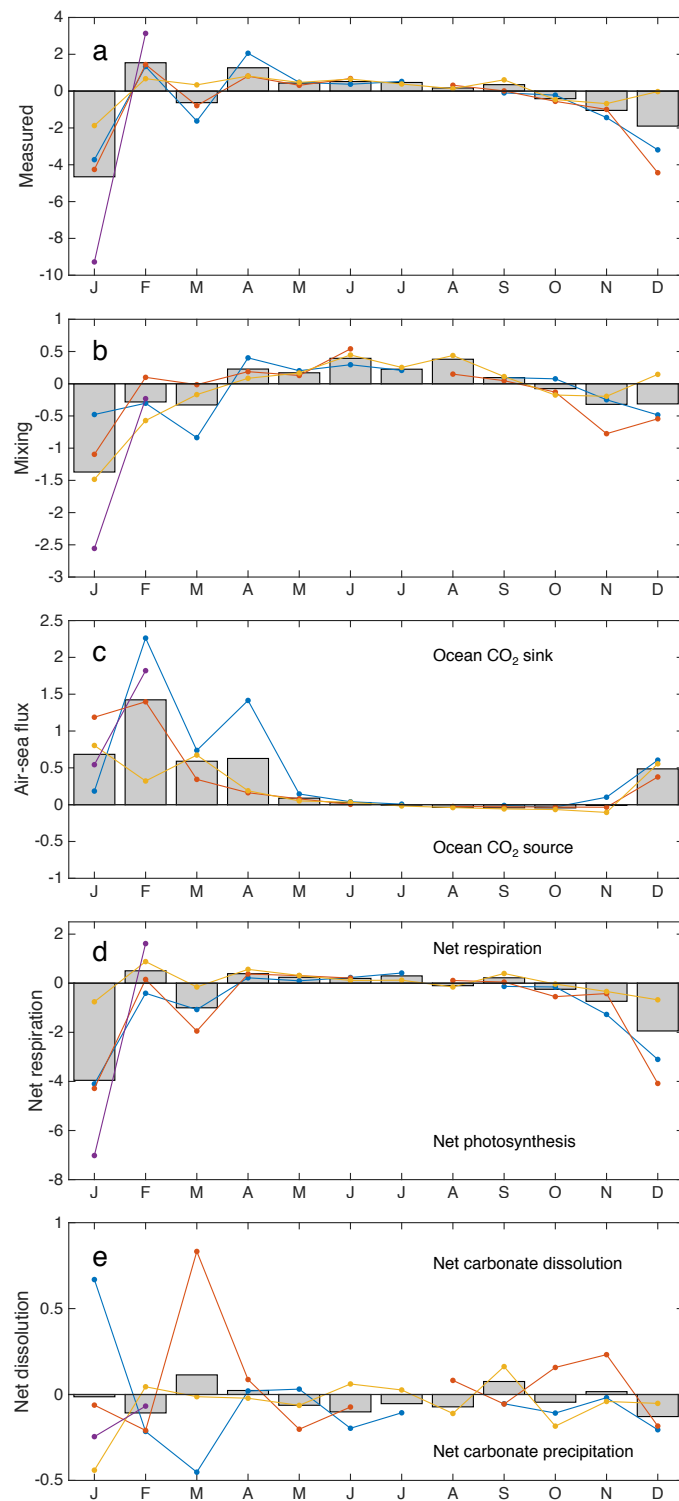 a
4
2
0
-2
-4
-6
-8
-10
Measured
J F M A M J J A S O N D
b
1
0.5
0
-0.5
-1
-1.5
-2
-2.5
-3
Mixing
J F M A M J J A S O N D
c
2.5
2
1.5
1
0.5
0
-0.5
-1
Air-sea flux
Ocean CO₂ sink
Ocean CO₂ source
J F M A M J J A S O N D
d
2
0
-2
-4
-6
-8
Net respiration
Net respiration
Net photosynthesis
J F M A M J J A S O N D
e
1
0.5
0
-0.5
Net dissolution
Net carbonate dissolution
Net carbonate precipitation
J F M A M J J A S O N D